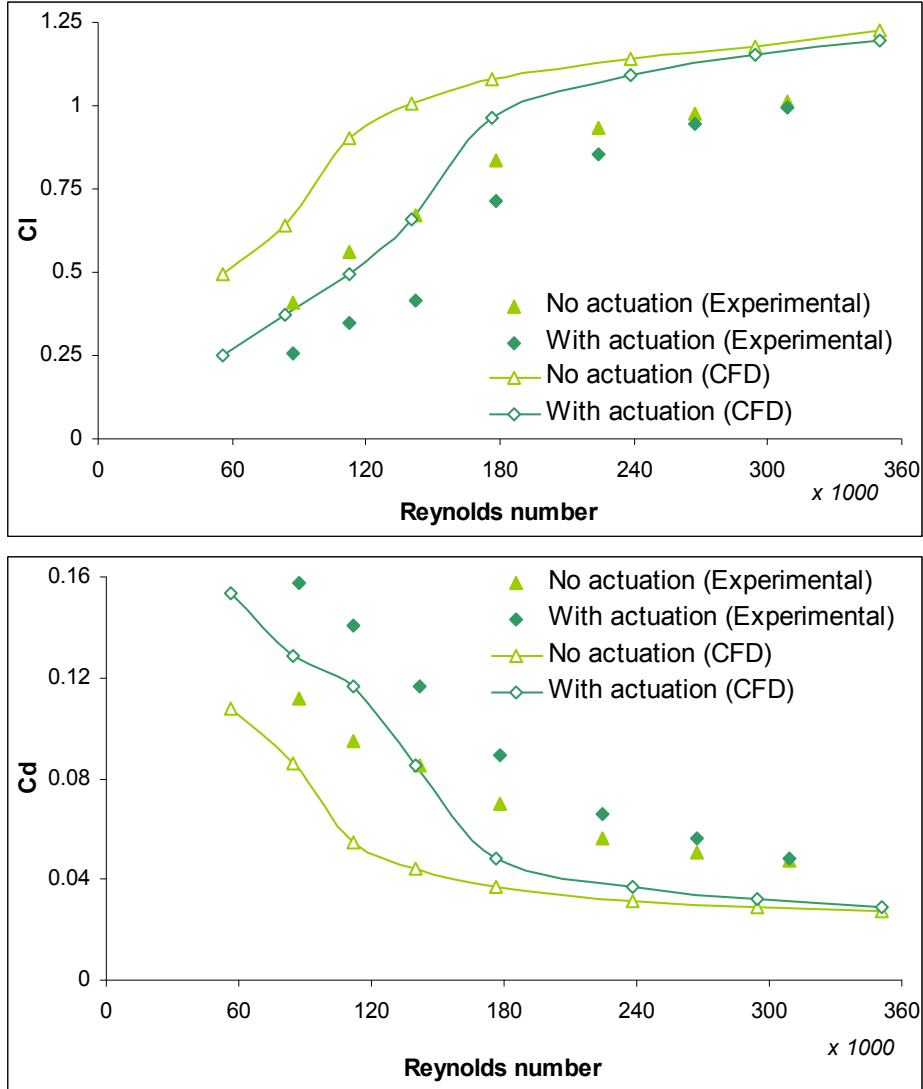 1.25
1
0.75
0.5
0.25
0
Cl
No actuation (Experimental)
With actuation (Experimental)
No actuation (CFD)
With actuation (CFD)
0 60 120 180 240 300 360
x 1000
Reynolds number
0.16
0.12
0.08
0.04
0
Cd
No actuation (Experimental)
With actuation (Experimental)
No actuation (CFD)
With actuation (CFD)
0 60 120 180 240 300 360
x 1000
Reynolds number